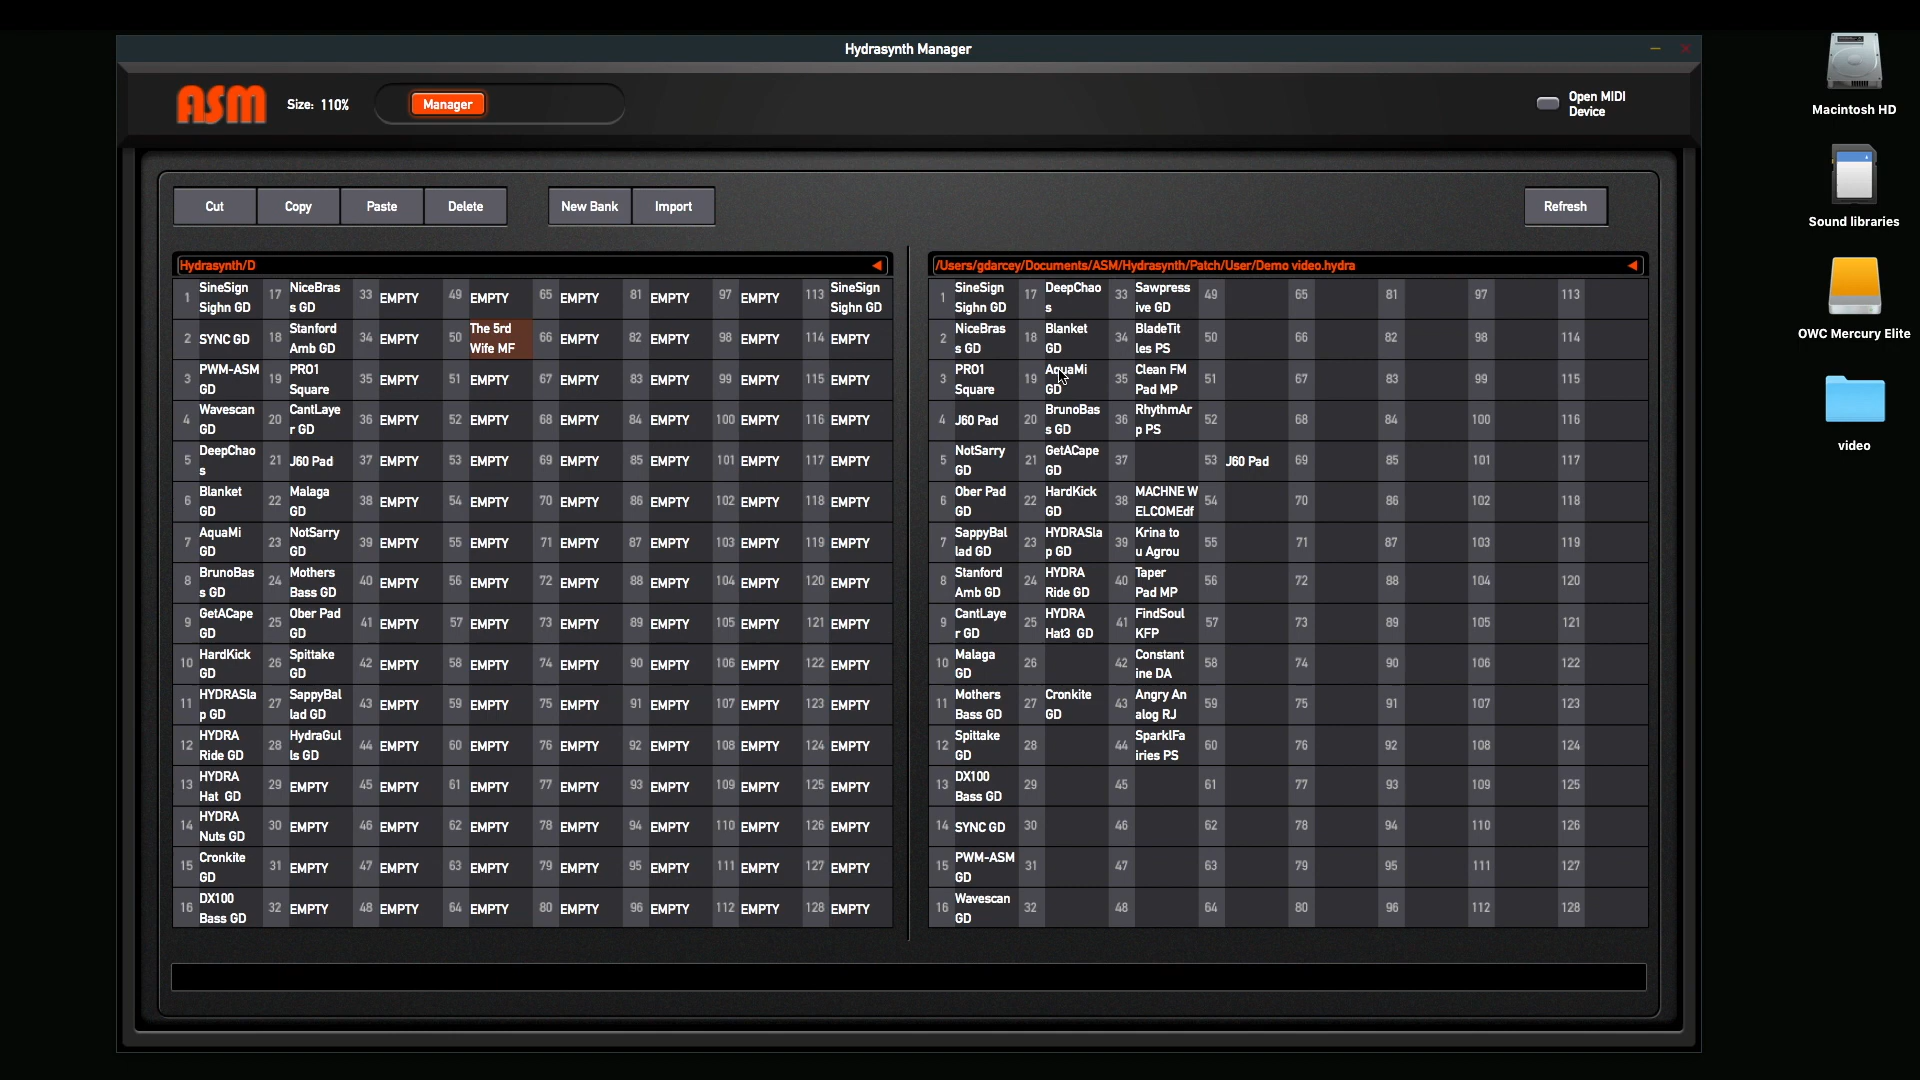 Hydrasynth Manager
ASM
Size: 110%
Manager
Open MIDI
Device
Cut
Copy
Paste
Delete
New Bank
Import
Refresh
Hydrasynth/D
1 SineSign Sighn GD 17 NiceBras s GD 33 EMPTY 49 EMPTY 65 EMPTY 81 EMPTY 97 EMPTY 113 SineSign Sighn GD
2 SYNC GD 18 Stanford Amb GD 34 EMPTY 50 The 5rd Wife MF 66 EMPTY 82 EMPTY 98 EMPTY 114 EMPTY
3 PWM-ASM GD 19 PRO1 Square 35 EMPTY 51 EMPTY 67 EMPTY 83 EMPTY 99 EMPTY 115 EMPTY
4 Wavescan GD 20 CantLaye r GD 36 EMPTY 52 EMPTY 68 EMPTY 84 EMPTY 100 EMPTY 116 EMPTY
5 DeepChao s 21 J60 Pad 37 EMPTY 53 EMPTY 69 EMPTY 85 EMPTY 101 EMPTY 117 EMPTY
6 Blanket GD 22 Malaga GD 38 EMPTY 54 EMPTY 70 EMPTY 86 EMPTY 102 EMPTY 118 EMPTY
7 AquaMi GD 23 NotSarry GD 39 EMPTY 55 EMPTY 71 EMPTY 87 EMPTY 103 EMPTY 119 EMPTY
8 BrunoBas s GD 24 Mothers Bass GD 40 EMPTY 56 EMPTY 72 EMPTY 88 EMPTY 104 EMPTY 120 EMPTY
9 GetACape GD 25 Ober Pad GD 41 EMPTY 57 EMPTY 73 EMPTY 89 EMPTY 105 EMPTY 121 EMPTY
10 HardKick GD 26 Spittake GD 42 EMPTY 58 EMPTY 74 EMPTY 90 EMPTY 106 EMPTY 122 EMPTY
11 HYDRASla p GD 27 SappyBal lad GD 43 EMPTY 59 EMPTY 75 EMPTY 91 EMPTY 107 EMPTY 123 EMPTY
12 HYDRA Ride GD 28 HydraGul ls GD 44 EMPTY 60 EMPTY 76 EMPTY 92 EMPTY 108 EMPTY 124 EMPTY
13 HYDRA Hat GD 29 EMPTY 45 EMPTY 61 EMPTY 77 EMPTY 93 EMPTY 109 EMPTY 125 EMPTY
14 HYDRA Nuts GD 30 EMPTY 46 EMPTY 62 EMPTY 78 EMPTY 94 EMPTY 110 EMPTY 126 EMPTY
15 Cronkite GD 31 EMPTY 47 EMPTY 63 EMPTY 79 EMPTY 95 EMPTY 111 EMPTY 127 EMPTY
16 DX100 Bass GD 32 EMPTY 48 EMPTY 64 EMPTY 80 EMPTY 96 EMPTY 112 EMPTY 128 EMPTY
/Users/gdarcey/Documents/ASM/Hydrasynth/Patch/User/Demo video.hydra
1 SineSign Sighn GD 17 DeepChao s 33 Sawpress ive GD 49 65 81 97 113
2 NiceBras s GD 18 Blanket GD 34 BladeTit les PS 50 66 82 98 114
3 PRO1 Square 19 AquaMi GD 35 Clean FM Pad MP 51 67 83 99 115
4 J60 Pad 20 BrunoBas s GD 36 RhythmAr p PS 52 68 84 100 116
5 NotSarry GD 21 GetACape GD 37 53 J60 Pad 69 85 101 117
6 Ober Pad GD 22 HardKick GD 38 MACHNE W ELCOMEdf 54 70 86 102 118
7 SappyBal lad GD 23 HYDRASla p GD 39 Krina to u Agrou 55 71 87 103 119
8 Stanford Amb GD 24 HYDRA Ride GD 40 Taper Pad MP 56 72 88 104 120
9 CantLaye r GD 25 HYDRA Hat3 GD 41 FindSoul KFP 57 73 89 105 121
10 Malaga GD 26 42 Constant ine DA 58 74 90 106 122
11 Mothers Bass GD 27 Cronkite GD 43 Angry An alog RJ 59 75 91 107 123
12 Spittake GD 28 44 SparklFa iries PS 60 76 92 108 124
13 DX100 Bass GD 29 45 61 77 93 109 125
14 SYNC GD 30 46 62 78 94 110 126
15 PWM-ASM GD 31 47 63 79 95 111 127
16 Wavescan GD 32 48 64 80 96 112 128
Macintosh HD
Sound libraries
OWC Mercury Elite
video